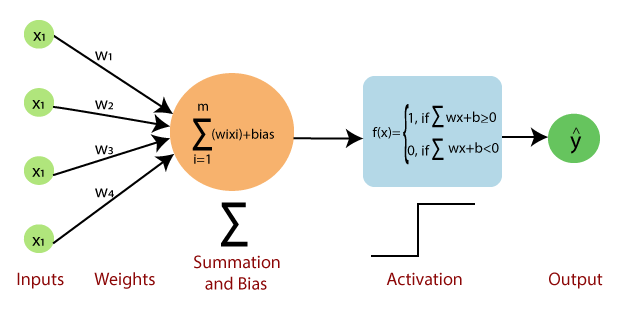 x1
x1
x1
x1
w1
w2
w3
w4
m
∑(wixi)+bias
i=1
f(x)={1, if ∑ wx+b≥0
0, if ∑ wx+b<0
ŷ
∑
Inputs
Weights
Summation
and Bias
Activation
Output